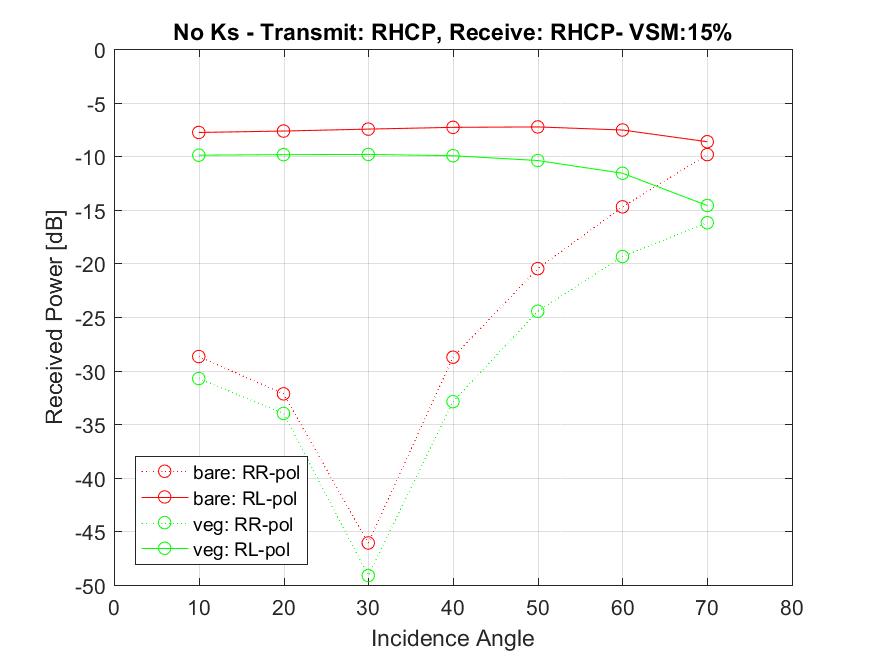 No Ks - Transmit: RHCP, Receive: RHCP- VSM:15%
0
-5
-10
-15
-20
-25
-30
-35
-40
-45
-50
Received Power [dB]
bare: RR-pol
bare: RL-pol
veg: RR-pol
veg: RL-pol
0 10 20 30 40 50 60 70 80
Incidence Angle